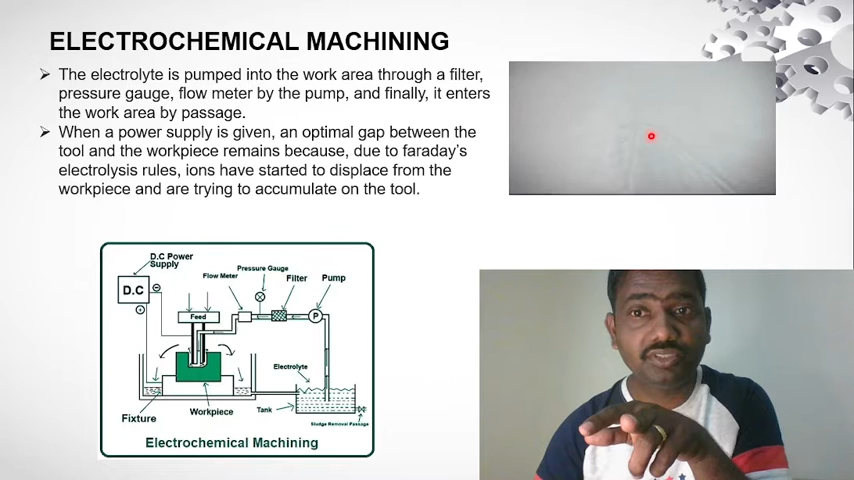 ELECTROCHEMICAL MACHINING
➢ The electrolyte is pumped into the work area through a filter,
pressure gauge, flow meter by the pump, and finally, it enters
the work area by passage.
➢ When a power supply is given, an optimal gap between the
tool and the workpiece remains because, due to faraday's
electrolysis rules, ions have started to displace from the
workpiece and are trying to accumulate on the tool.
D.C Power
Supply
Pressure Gauge
Flow Meter
Filter
Pump
D.C
Feed
P
Electrolyte
Fixture
Workpiece
Tank
Sludge Removal Passage
Electrochemical Machining